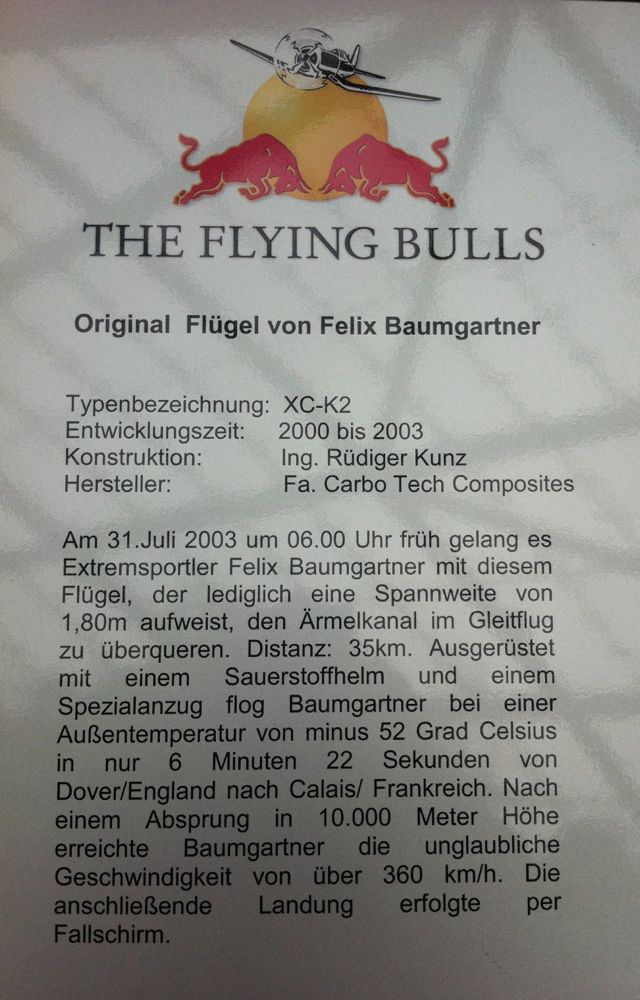 THE FLYING BULLS
Original Flügel von Felix Baumgartner
Typenbezeichnung: XC-K2
Entwicklungszeit: 2000 bis 2003
Konstruktion: Ing. Rüdiger Kunz
Hersteller: Fa. Carbo Tech Composites
Am 31.Juli 2003 um 06.00 Uhr früh gelang es
Extremsportler Felix Baumgartner mit diesem
Flügel, der lediglich eine Spannweite von
1,80m aufweist, den Ärmelkanal im Gleitflug
zu überqueren. Distanz: 35km. Ausgerüstet
mit einem Sauerstoffhelm und einem
Spezialanzug flog Baumgartner bei einer
Außentemperatur von minus 52 Grad Celsius
in nur 6 Minuten 22 Sekunden von
Dover/England nach Calais/ Frankreich. Nach
einem Absprung in 10.000 Meter Höhe
erreichte Baumgartner die unglaubliche
Geschwindigkeit von über 360 km/h. Die
anschließende Landung erfolgte per
Fallschirm.